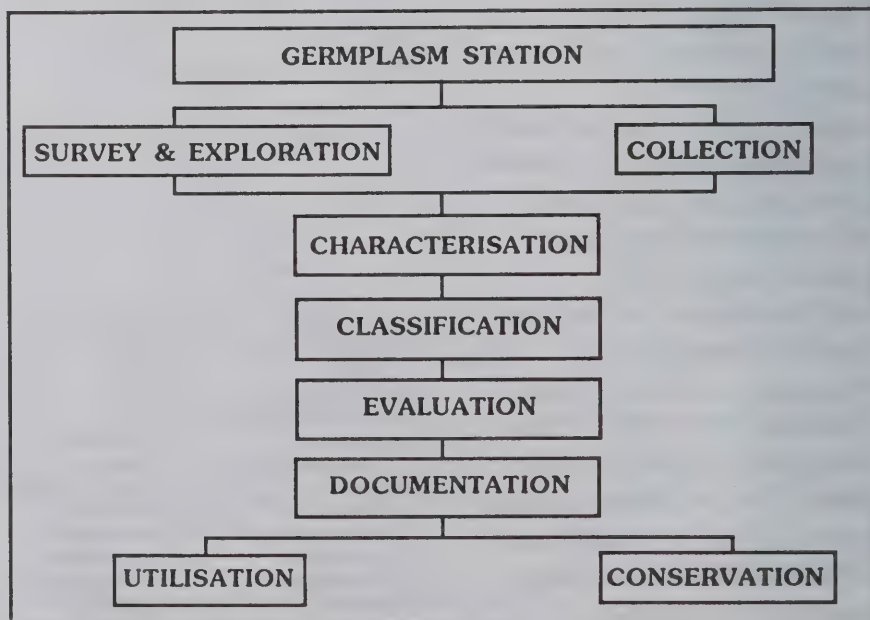 GERMPLASM STATION
SURVEY & EXPLORATION
COLLECTION
CHARACTERISATION
CLASSIFICATION
EVALUATION
DOCUMENTATION
UTILISATION
CONSERVATION